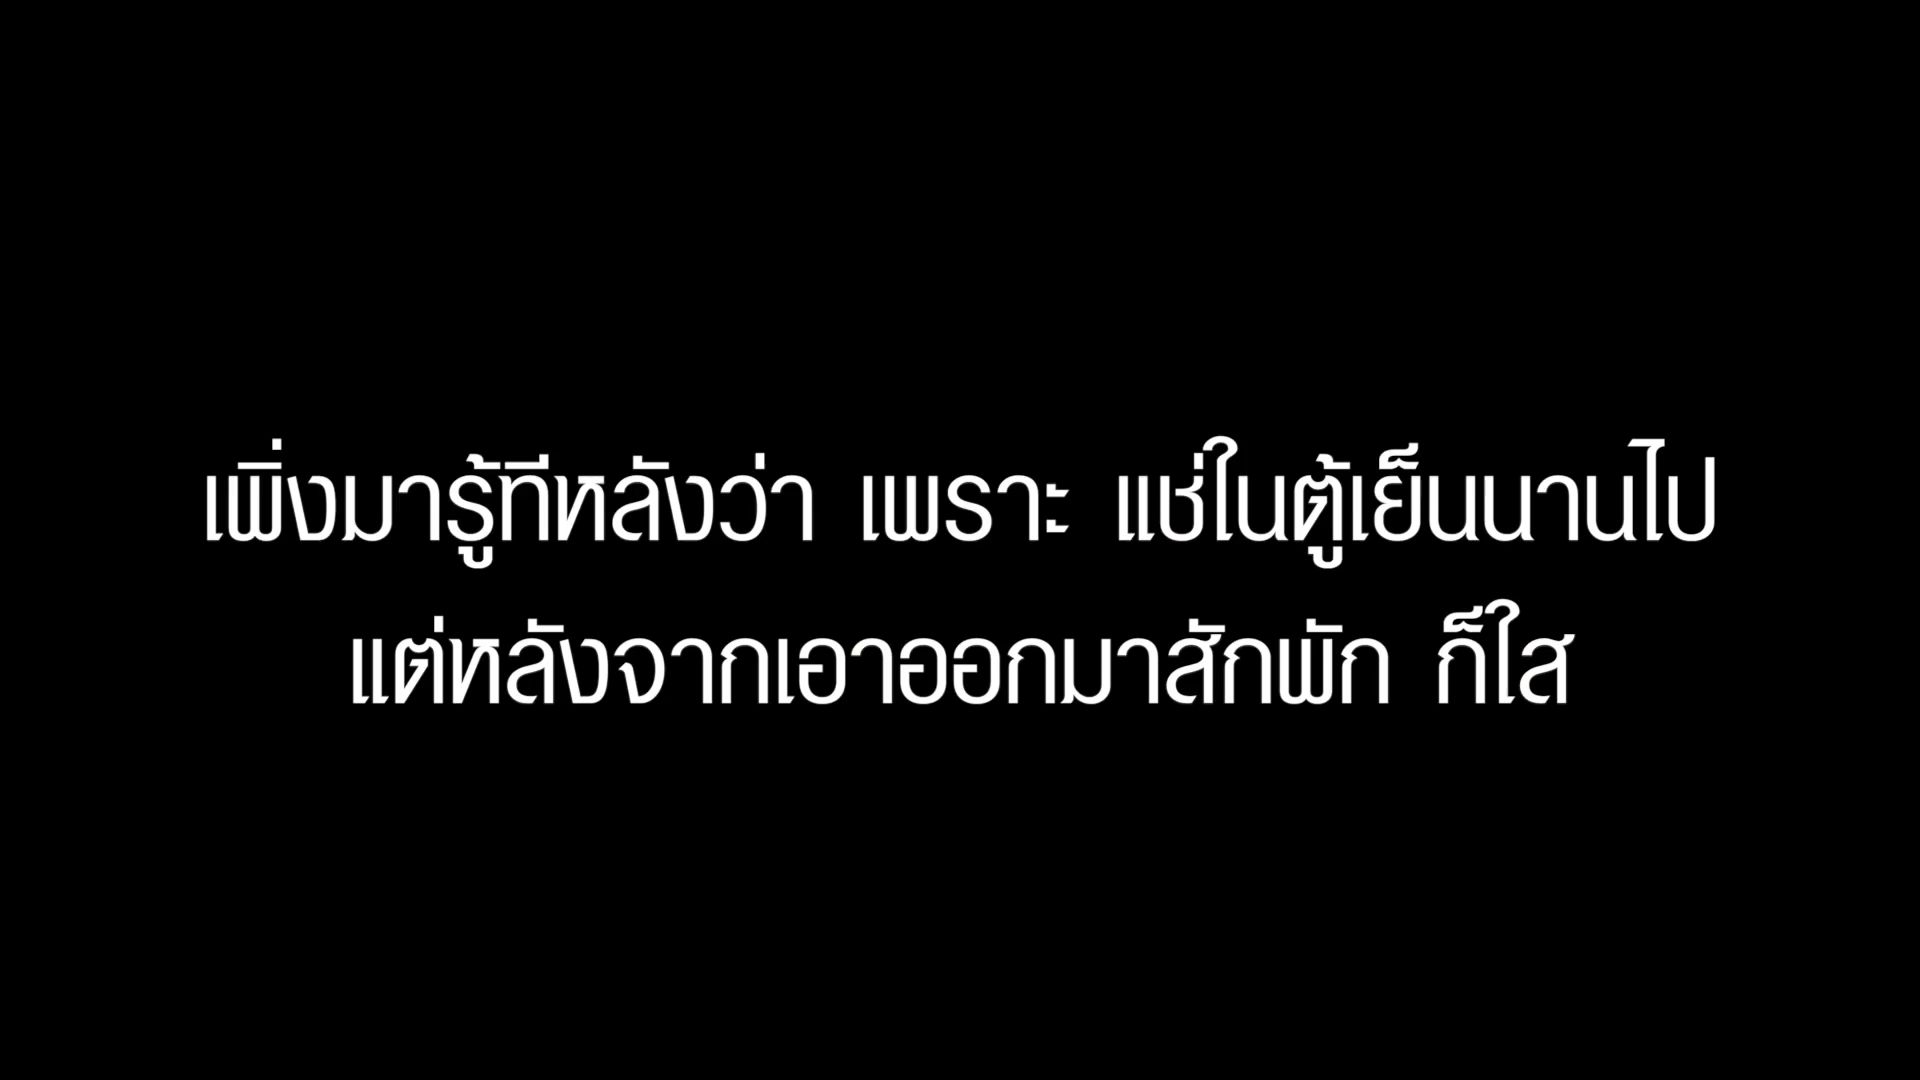 เพิ่งมารู้ทีหลังว่า เพราะ แช่ในตู้เย็นนานไป
แต่หลังจากเอาออกมาสักพัก ก็ใส